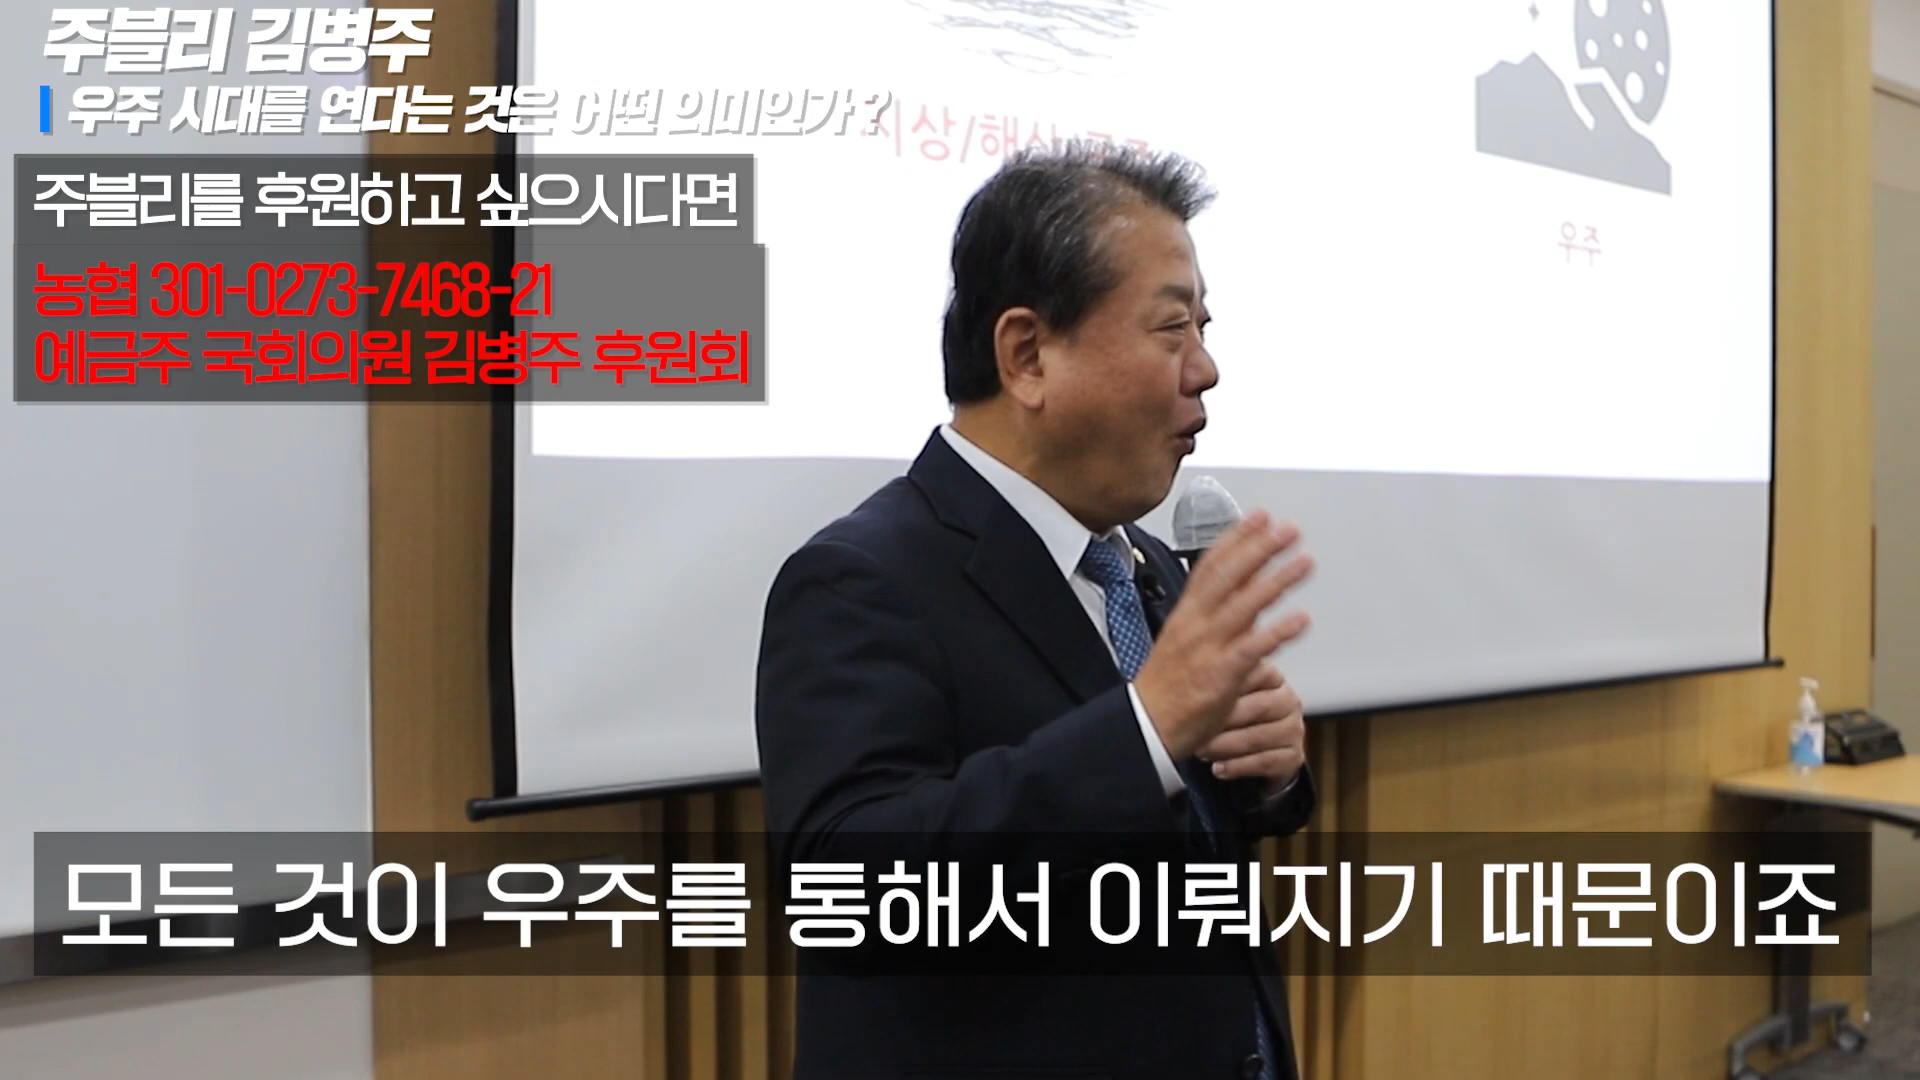 주블리 김병주
우주 시대를 연다는 것은 어떤 의미인가?
주블리를 후원하고 싶으시다면
농협 301-0273-7468-21
예금주 국회의원 김병주 후원회
지상/해상/공중
우주
모든 것이 우주를 통해서 이뤄지기 때문이죠